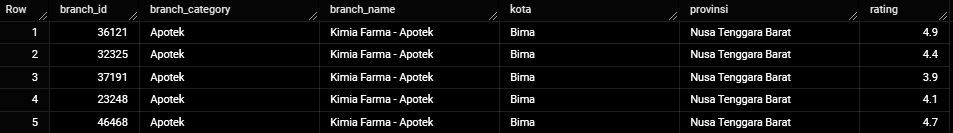 Row branch_id branch_category branch_name kota provinsi rating
1 36121 Apotek Kimia Farma - Apotek Bima Nusa Tenggara Barat 4.9
2 32325 Apotek Kimia Farma - Apotek Bima Nusa Tenggara Barat 4.4
3 37191 Apotek Kimia Farma - Apotek Bima Nusa Tenggara Barat 3.9
4 23248 Apotek Kimia Farma - Apotek Bima Nusa Tenggara Barat 4.1
5 46468 Apotek Kimia Farma - Apotek Bima Nusa Tenggara Barat 4.7